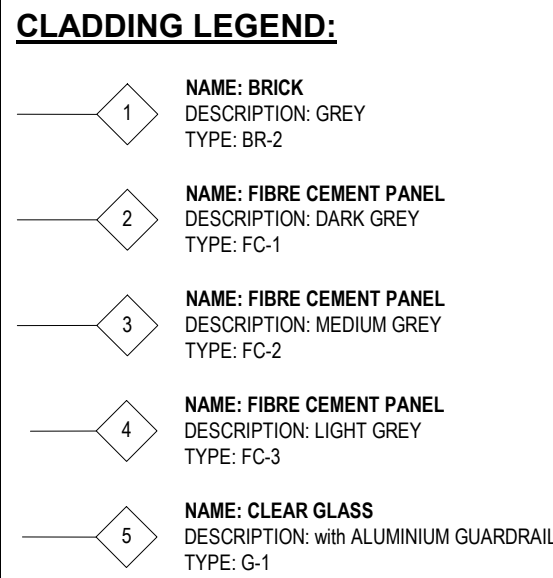 CLADDING LEGEND:
1
NAME: BRICK
DESCRIPTION: GREY
TYPE: BR-2
2
NAME: FIBRE CEMENT PANEL
DESCRIPTION: DARK GREY
TYPE: FC-1
3
NAME: FIBRE CEMENT PANEL
DESCRIPTION: MEDIUM GREY
TYPE: FC-2
4
NAME: FIBRE CEMENT PANEL
DESCRIPTION: LIGHT GREY
TYPE: FC-3
5
NAME: CLEAR GLASS
DESCRIPTION: with ALUMINIUM GUARDRAIL
TYPE: G-1